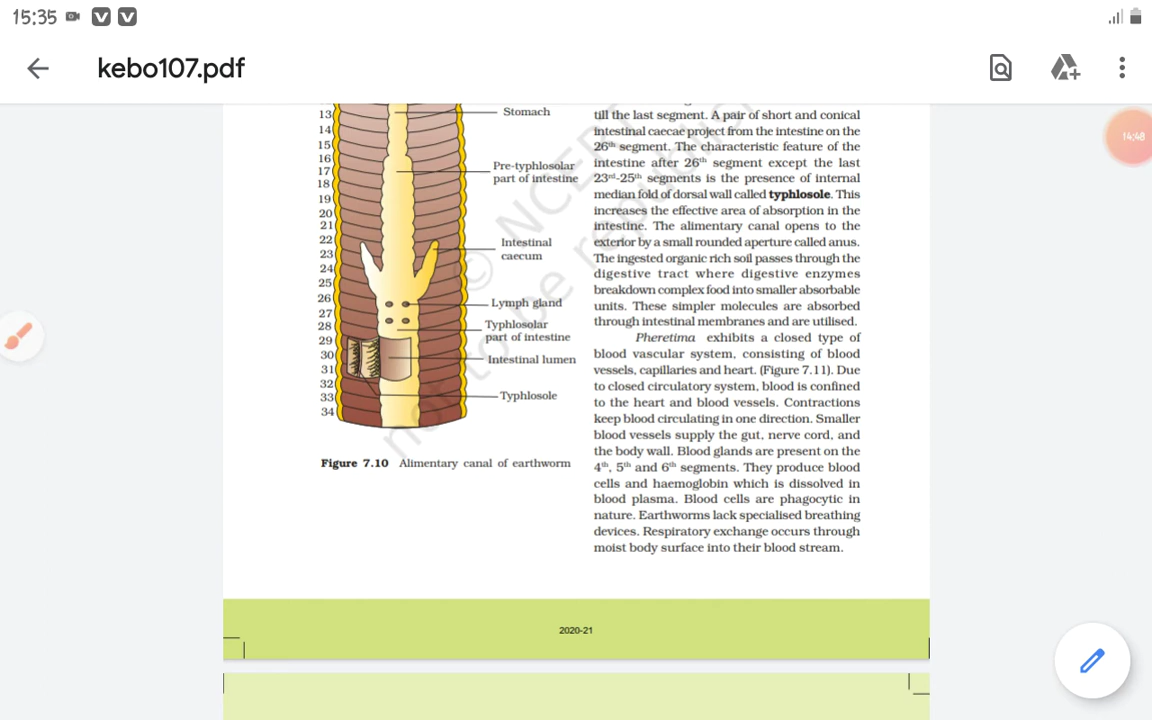 15:35
kebo107.pdf
14:48
13
14
15
16
17
18
19
20
21
22
23
24
25
26
27
28
29
30
31
32
33
34
Stomach
Pre-typhlosolar
part of intestine
Intestinal
caecum
Lymph gland
Typhlosolar
part of intestine
Intestinal lumen
Typhlosole
Figure 7.10 Alimentary canal of earthworm
till the last segment. A pair of short and conical
intestinal caecae project from the intestine on the
26th segment. The characteristic feature of the
intestine after 26th segment except the last
23rd-25th segments is the presence of internal
median fold of dorsal wall called typhlosole. This
increases the effective area of absorption in the
intestine. The alimentary canal opens to the
exterior by a small rounded aperture called anus.
The ingested organic rich soil passes through the
digestive tract where digestive enzymes
breakdown complex food into smaller absorbable
units. These simpler molecules are absorbed
through intestinal membranes and are utilised.
Pheretima exhibits a closed type of
blood vascular system, consisting of blood
vessels, capillaries and heart. (Figure 7.11). Due
to closed circulatory system, blood is confined
to the heart and blood vessels. Contractions
keep blood circulating in one direction. Smaller
blood vessels supply the gut, nerve cord, and
the body wall. Blood glands are present on the
4th, 5th and 6th segments. They produce blood
cells and haemoglobin which is dissolved in
blood plasma. Blood cells are phagocytic in
nature. Earthworms lack specialised breathing
devices. Respiratory exchange occurs through
moist body surface into their blood stream.
© NCERT
not to be republis
2020-21